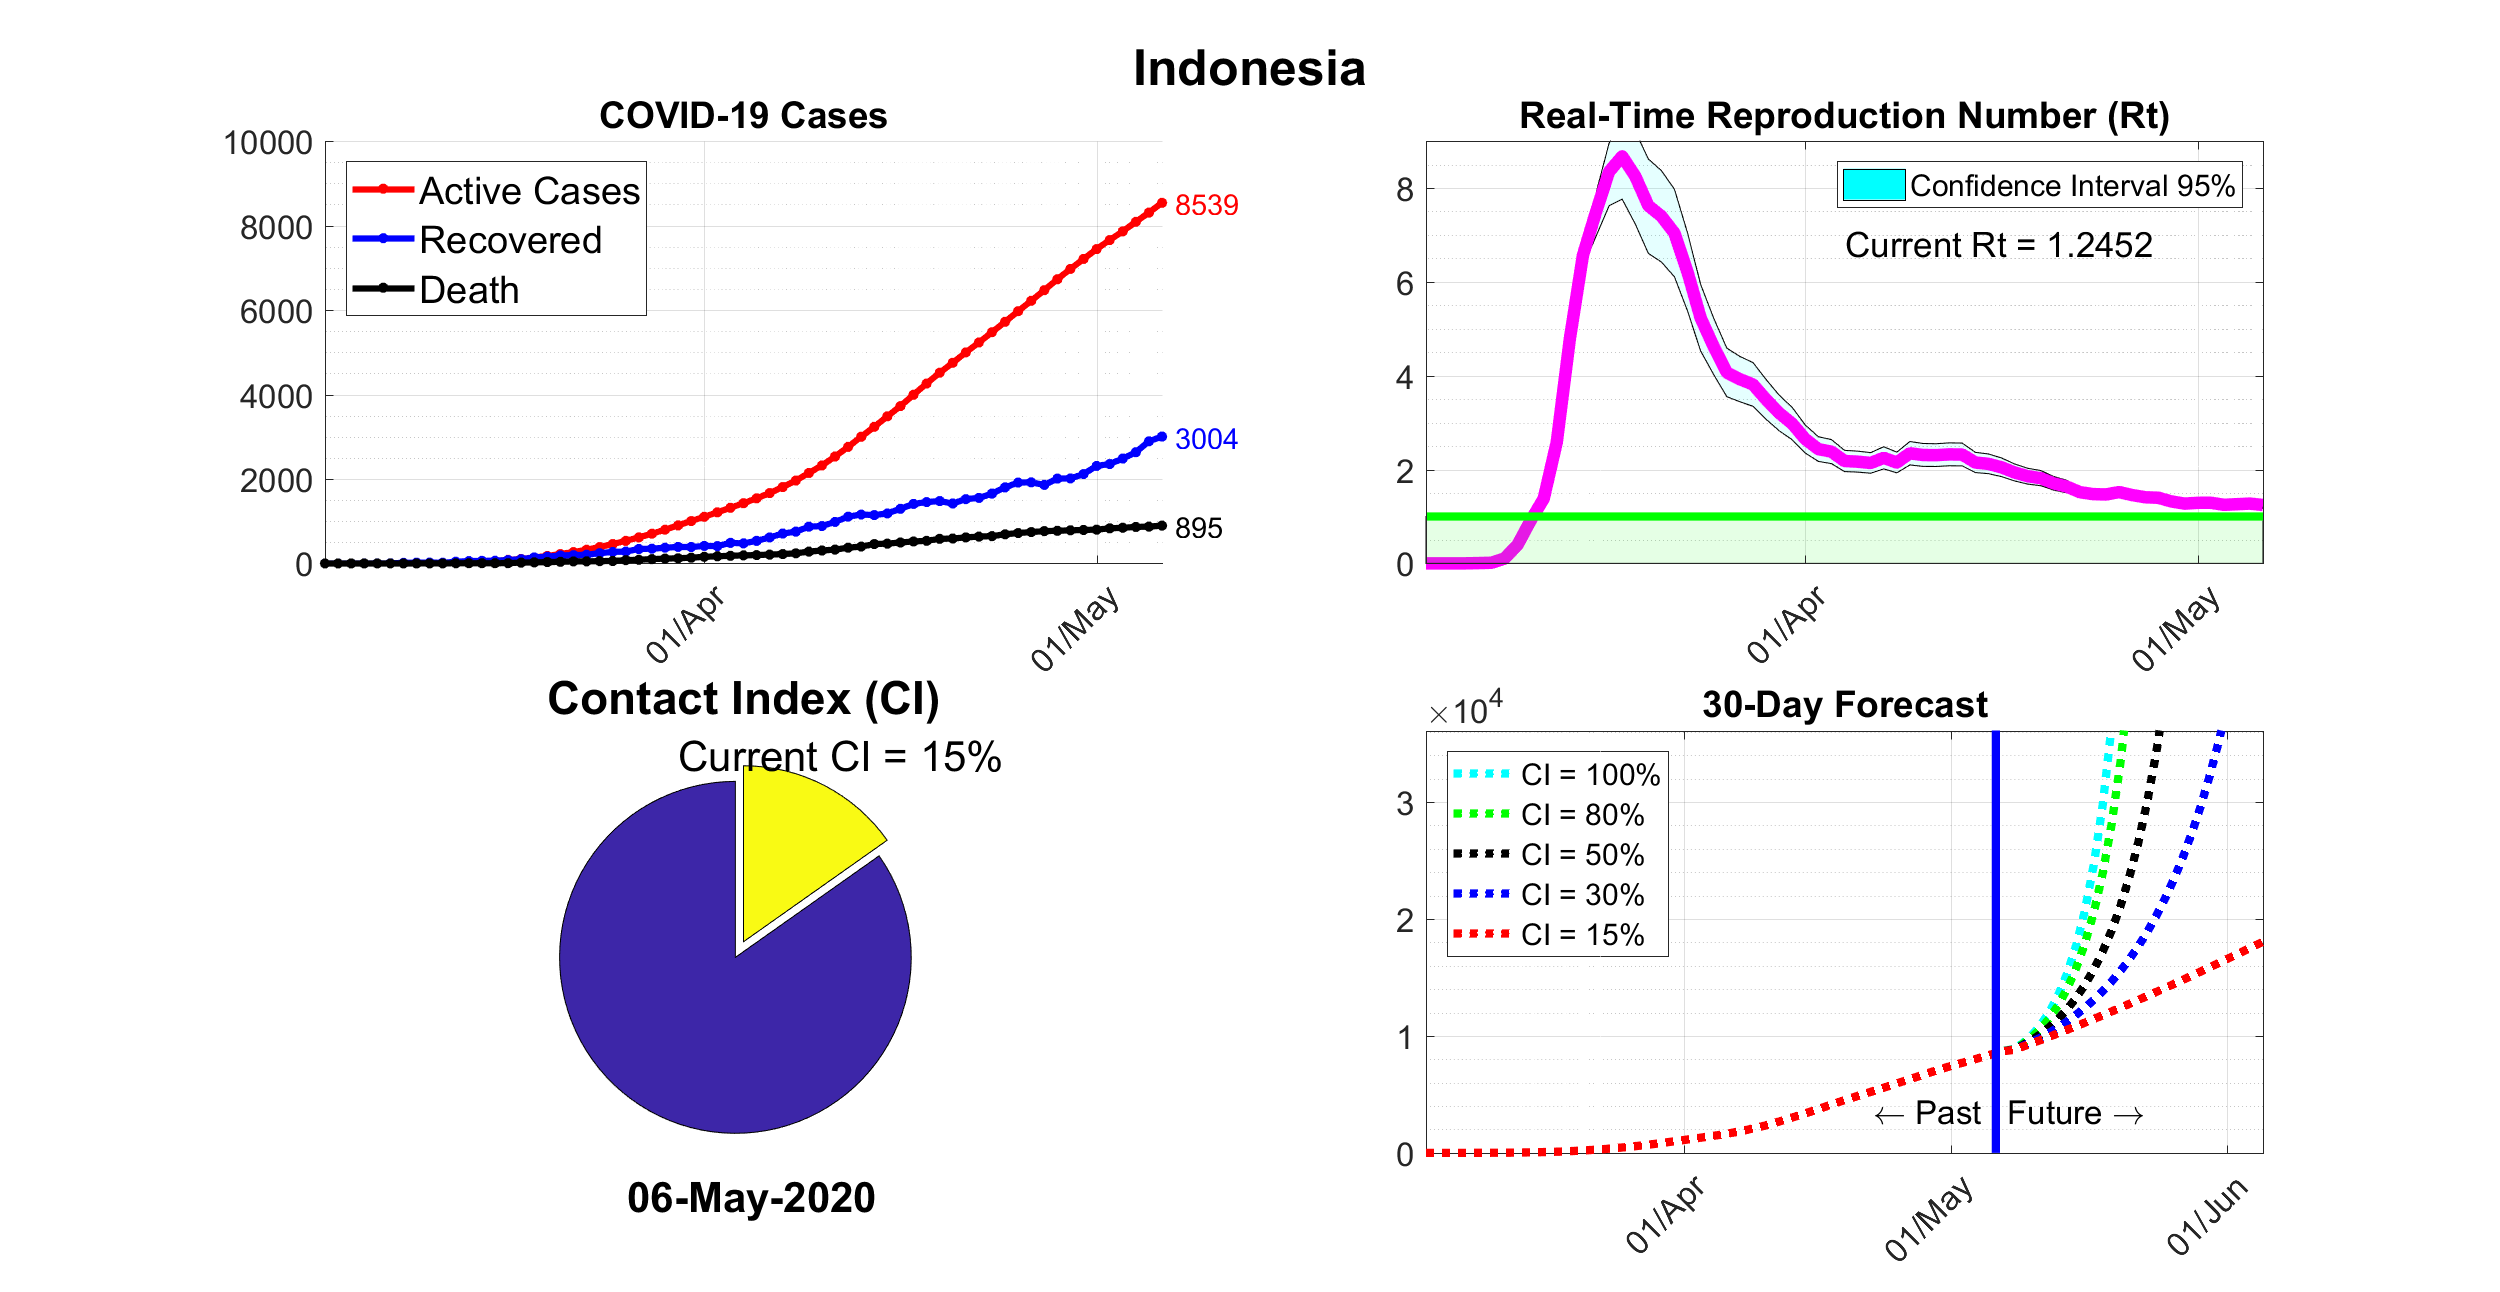 Indonesia
COVID-19 Cases
10000
8000
6000
4000
2000
0
Active Cases
Recovered
Death
8539
3004
895
01/Apr
01/May
Real-Time Reproduction Number (Rt)
8
6
4
2
0
Confidence Interval 95%
Current Rt = 1.2452
01/Apr
01/May
Contact Index (CI)
Current CI = 15%
06-May-2020
30-Day Forecast
×10⁴
3
2
1
0
CI = 100%
CI = 80%
CI = 50%
CI = 30%
CI = 15%
← Past
Future →
01/Apr
01/May
01/Jun